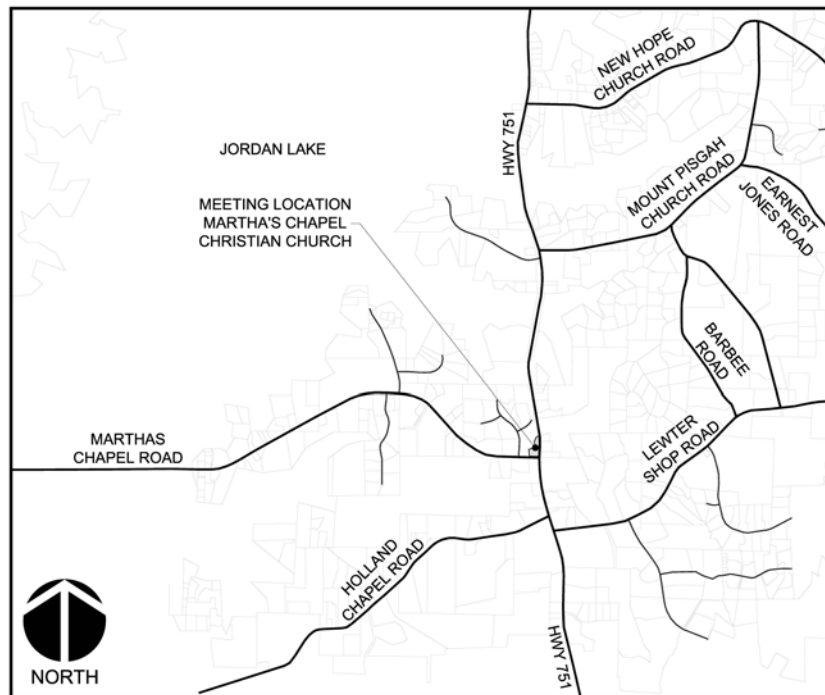 NEW HOPE
CHURCH ROAD
HWY 751
JORDAN LAKE
MOUNT PISGAH
CHURCH ROAD
EARNEST
JONES ROAD
MEETING LOCATION
MARTHA'S CHAPEL
CHRISTIAN CHURCH
BARBEE
ROAD
MARTHAS
CHAPEL ROAD
LEWTER
SHOP ROAD
HOLLAND
CHAPEL ROAD
HWY 751
NORTH